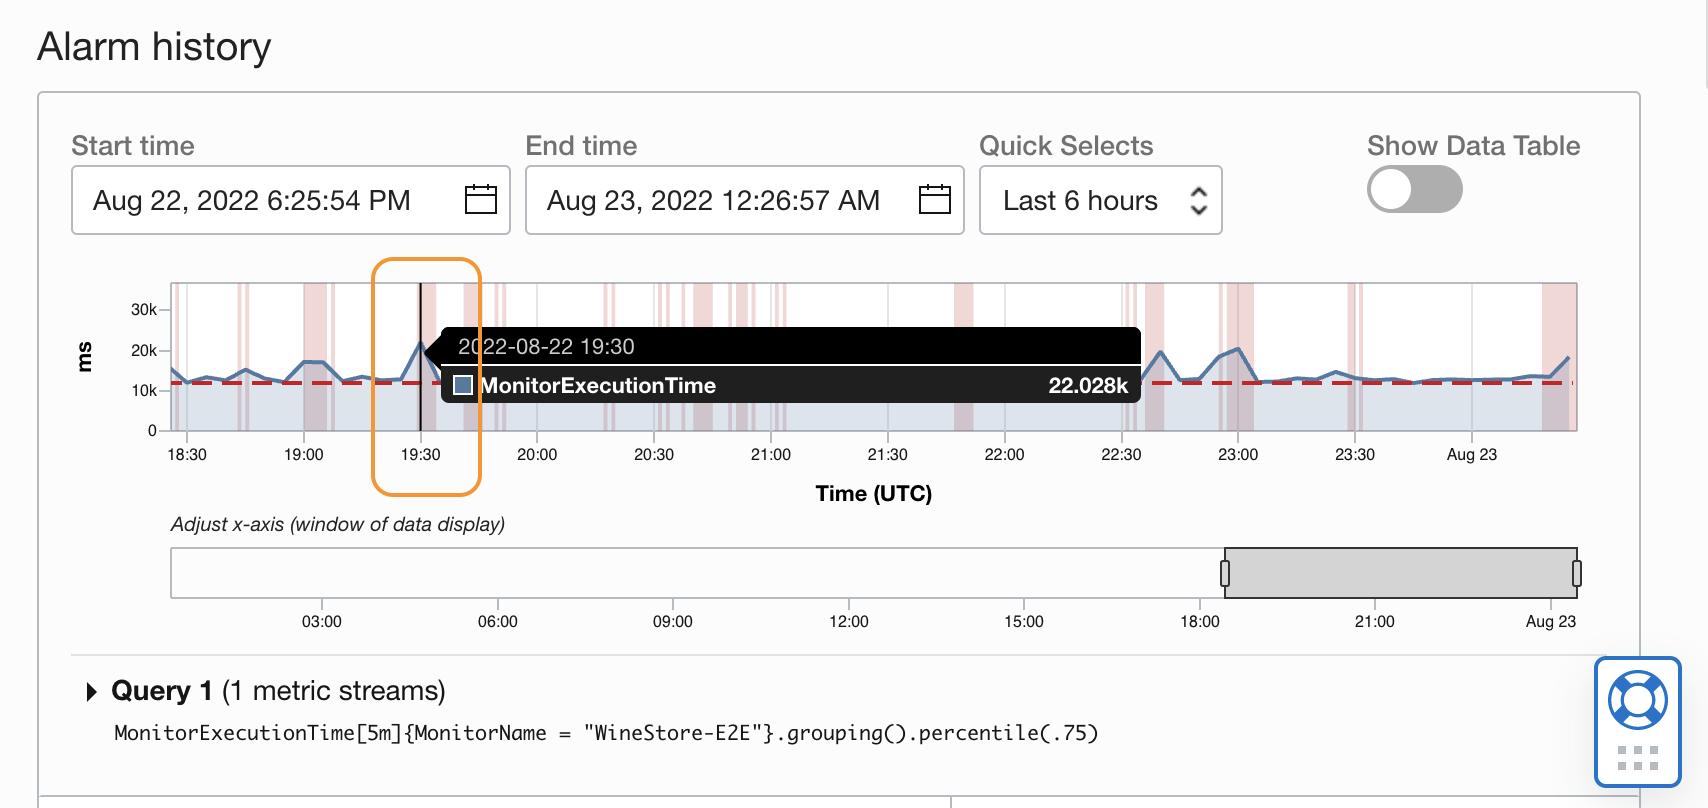 Alarm history
Start time End time Quick Selects Show Data Table
Aug 22, 2022 6:25:54 PM Aug 23, 2022 12:26:57 AM Last 6 hours
30k
20k
10k
0
ms
2022-08-22 19:30
MonitorExecutionTime 22.028k
18:30 19:00 19:30 20:00 20:30 21:00 21:30 22:00 22:30 23:00 23:30 Aug 23
Time (UTC)
Adjust x-axis (window of data display)
03:00 06:00 09:00 12:00 15:00 18:00 21:00 Aug 23
Query 1 (1 metric streams)
MonitorExecutionTime[5m]{MonitorName = "WineStore-E2E"}.grouping().percentile(.75)